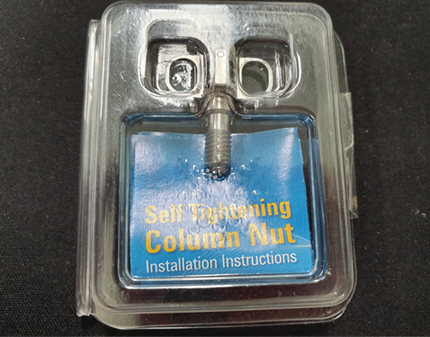 Self Tightening
Column Nut
Installation Instructions